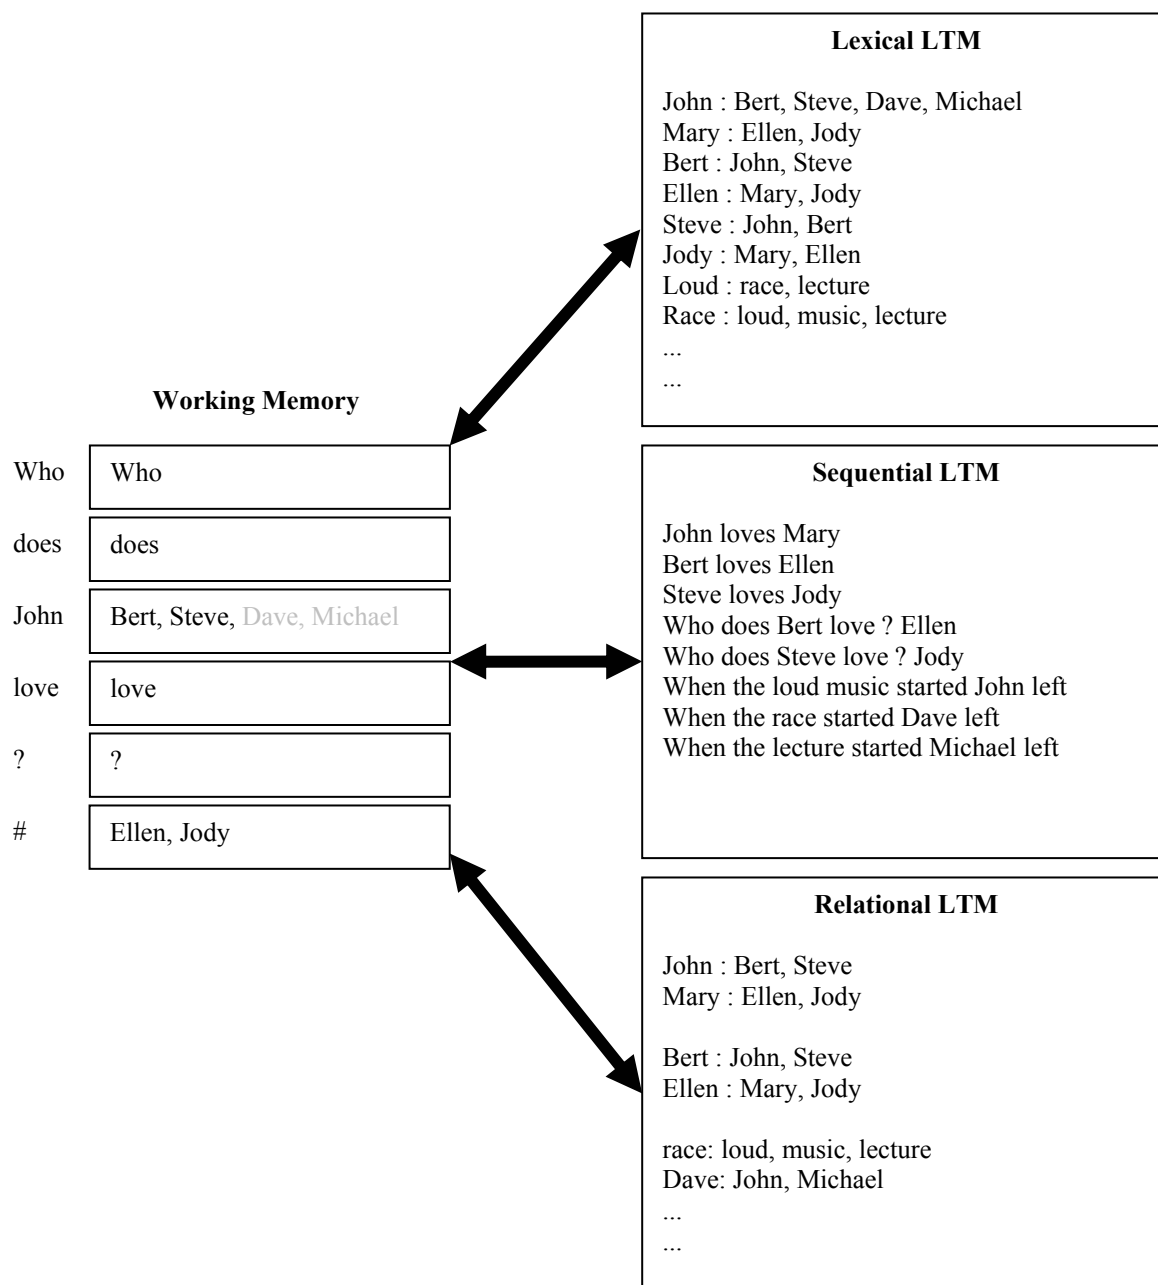 Working Memory
Who Who
does does
John Bert, Steve, Dave, Michael
love love
? ?
# Ellen, Jody
Lexical LTM
John : Bert, Steve, Dave, Michael
Mary : Ellen, Jody
Bert : John, Steve
Ellen : Mary, Jody
Steve : John, Bert
Jody : Mary, Ellen
Loud : race, lecture
Race : loud, music, lecture
...
...
Sequential LTM
John loves Mary
Bert loves Ellen
Steve loves Jody
Who does Bert love ? Ellen
Who does Steve love ? Jody
When the loud music started John left
When the race started Dave left
When the lecture started Michael left
Relational LTM
John : Bert, Steve
Mary : Ellen, Jody
Bert : John, Steve
Ellen : Mary, Jody
race: loud, music, lecture
Dave: John, Michael
...
...